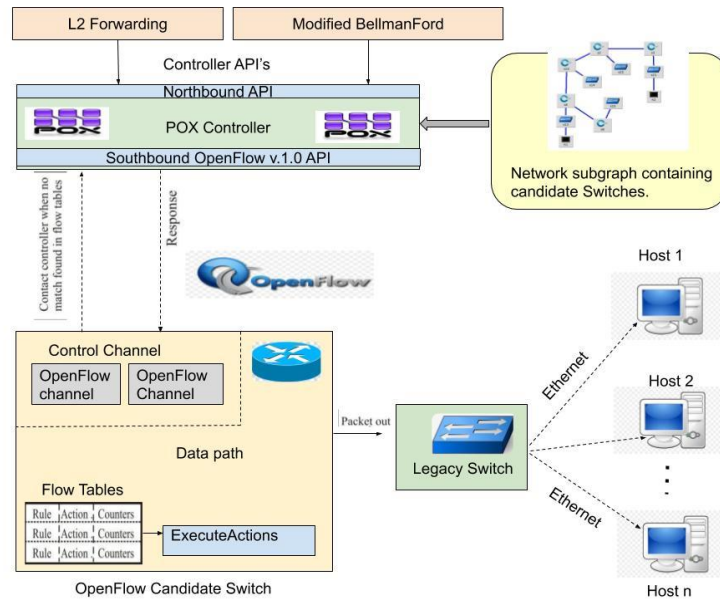 L2 Forwarding
Modified BellmanFord
Controller API's
Northbound API
POX
POX Controller
POX
Southbound OpenFlow v.1.0 API
Network subgraph containing
candidate Switches.
Contact controller when no
match found in flow tables
Response
OpenFlow
Control Channel
OpenFlow
channel
OpenFlow
Channel
Data path
Flow Tables
Rule Action Counters
Rule Action Counters
Rule Action Counters
ExecuteActions
OpenFlow Candidate Switch
Packet out
Legacy Switch
Host 1
Ethernet
Host 2
Ethernet
Host n